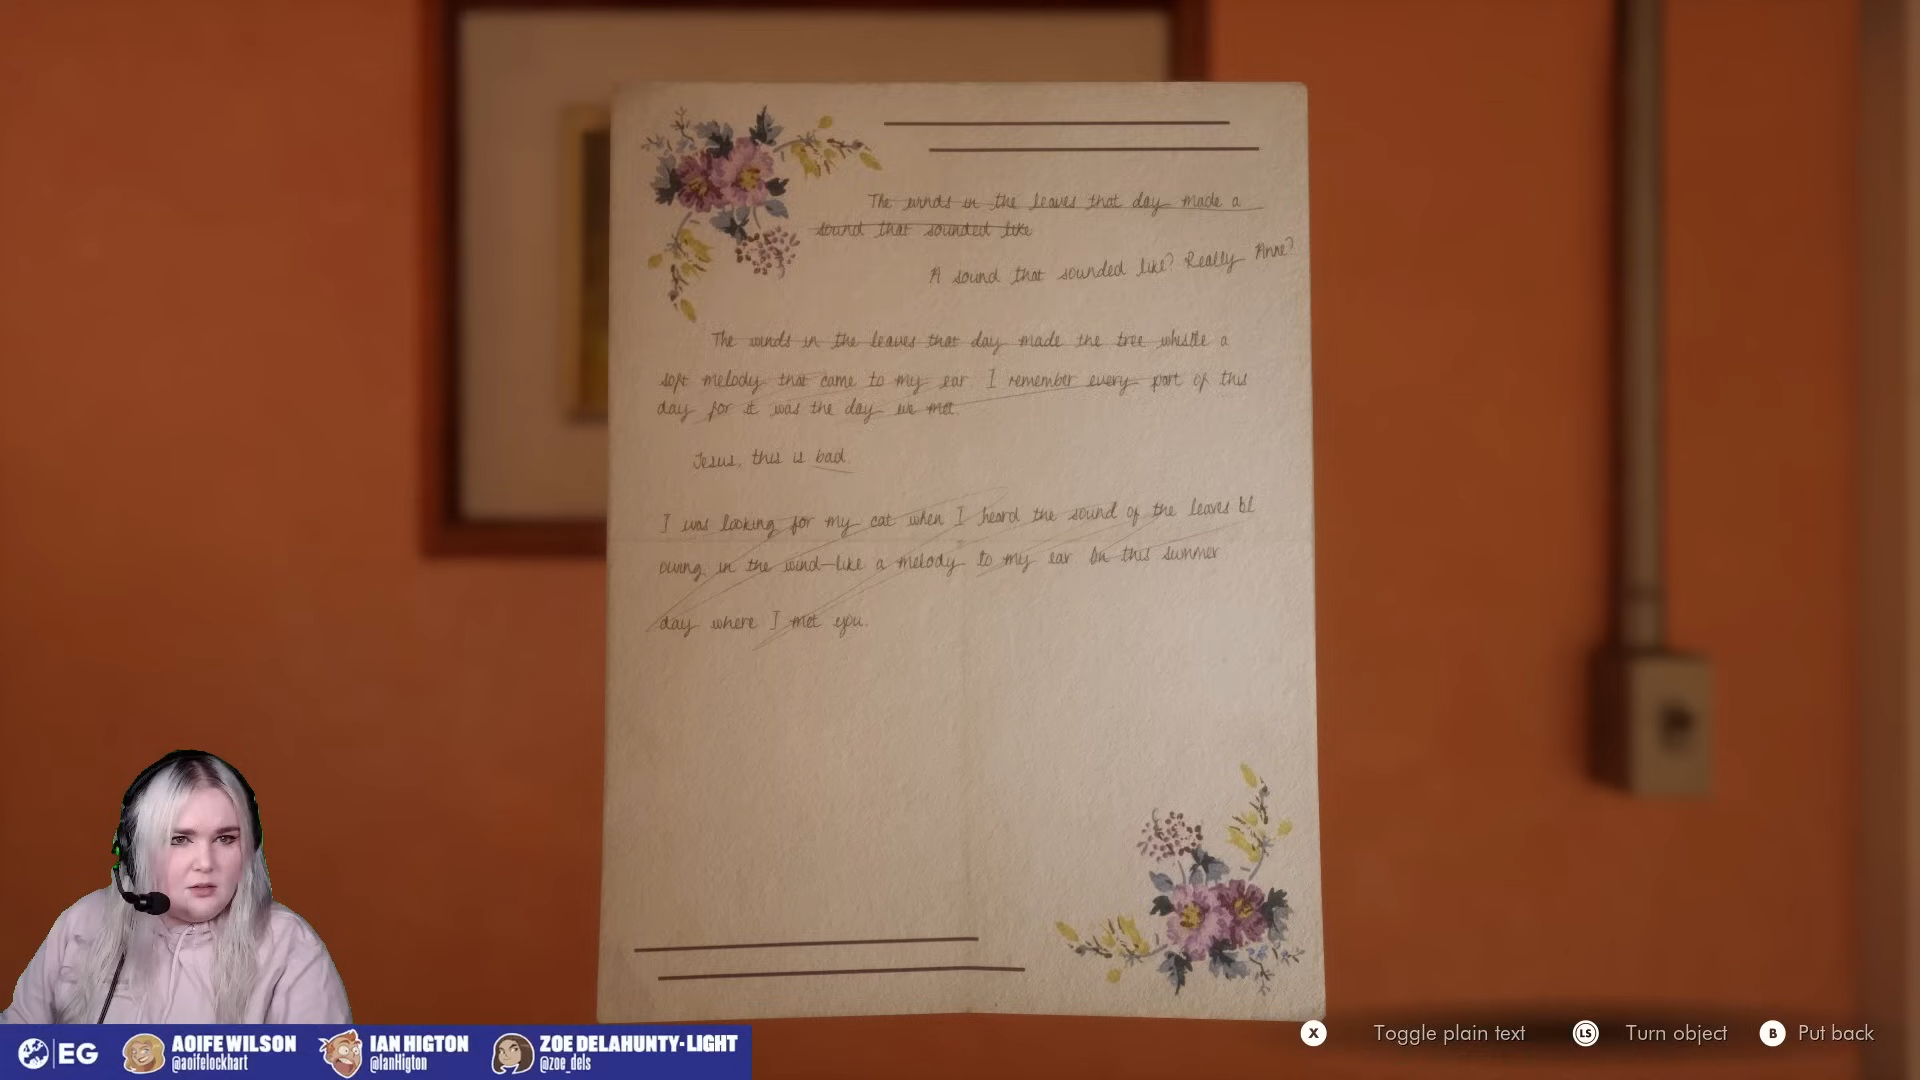 The winds in the leaves that day made a
sound that sounded like
A sound that sounded like? Really Anne?
The winds in the leaves that day made the tree whistle a
soft melody that came to my ear. I remember every part of this
day for it was the day we met.
Jesus, this is bad.
I was looking for my cat when I heard the sound of the leaves bl
owing in the wind-like a melody to my ear. On this summer
day where I met you.
EG
AOIFE WILSON
@aoifelockhart
IAN HIGTON
@IanHigton
ZOE DELAHUNTY-LIGHT
@zoe_dels
X Toggle plain text
LS Turn object
B Put back